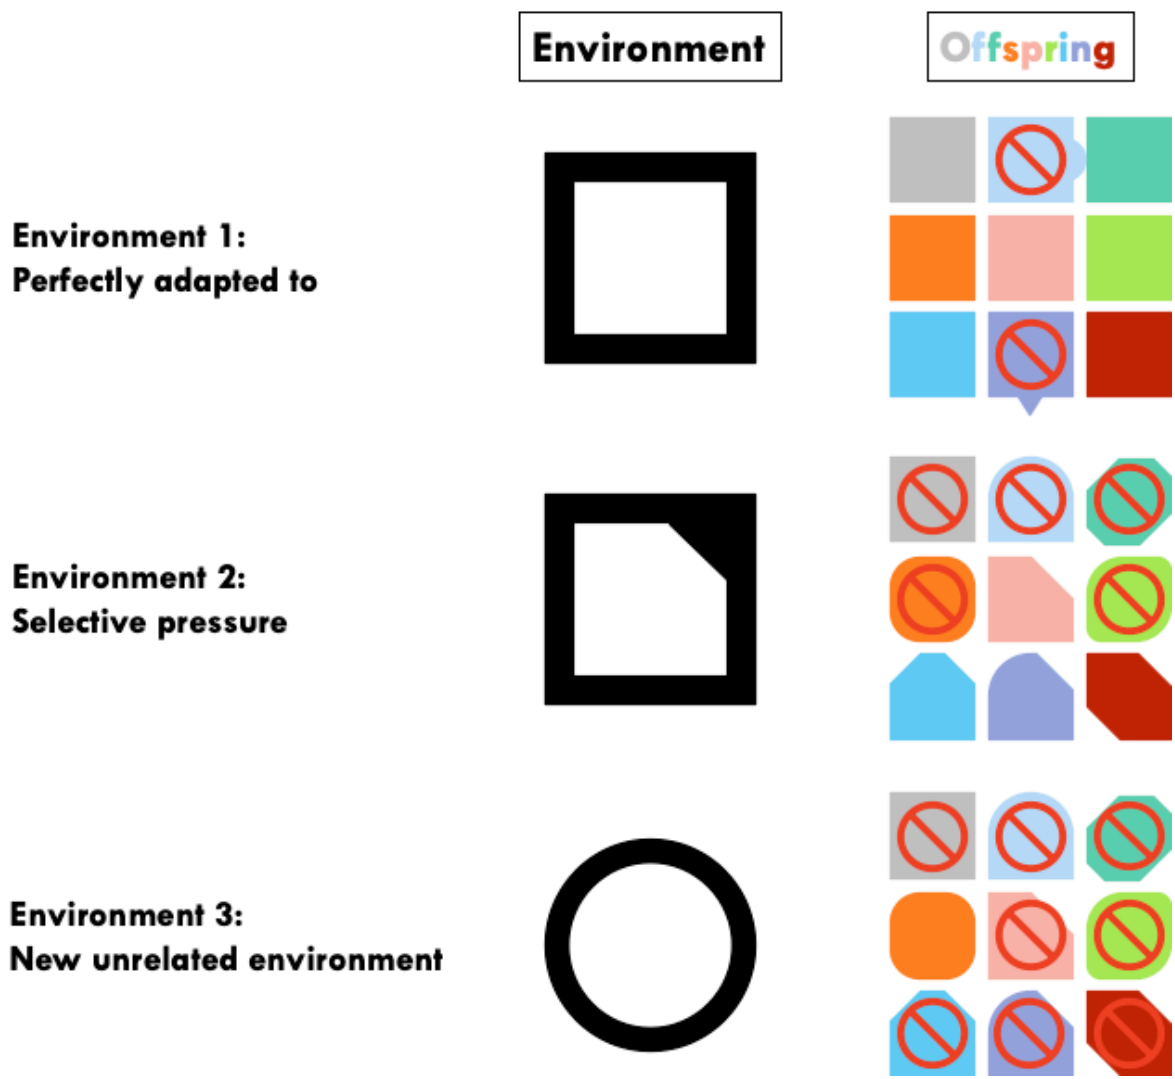 Environment
Offspring
Environment 1:
Perfectly adapted to
Environment 2:
Selective pressure
Environment 3:
New unrelated environment